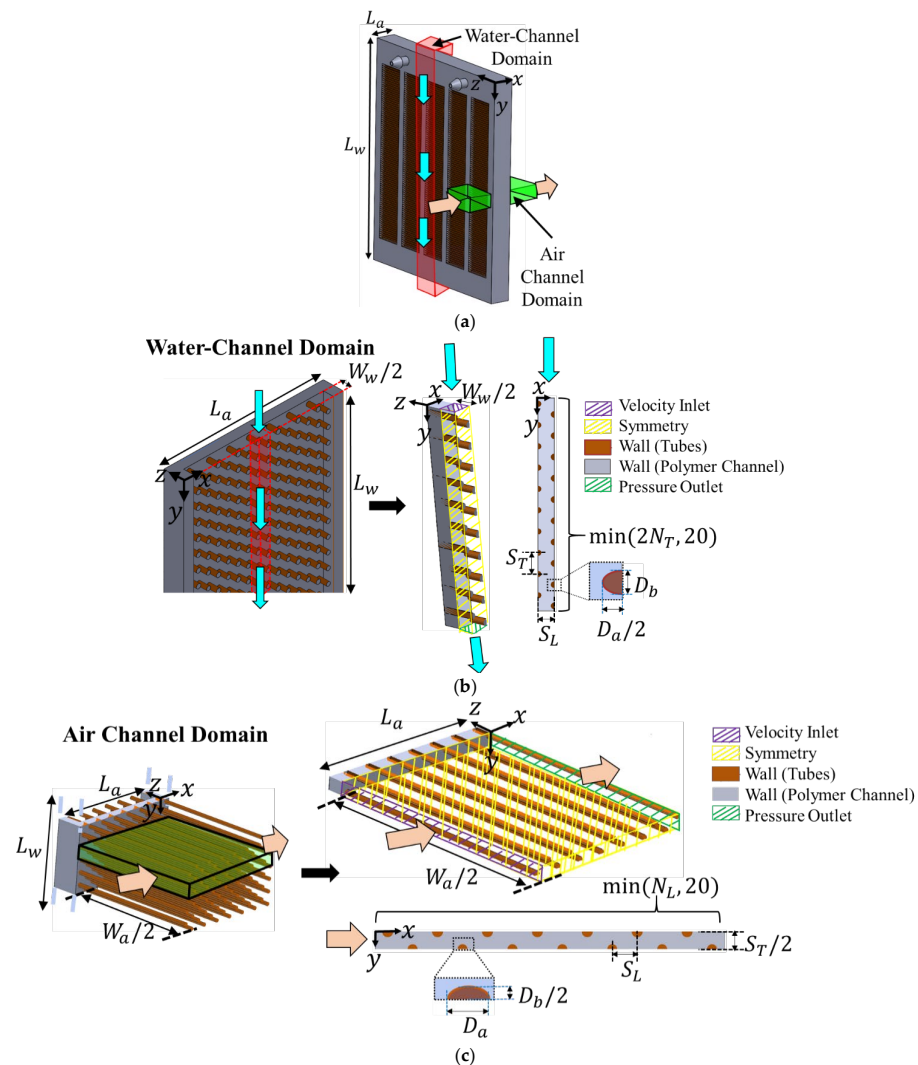 L_a
Water-Channel
Domain
z
x
y
L_w
Air
Channel
Domain
(a)
Water-Channel Domain
W_w/2
L_a
z
x
y
L_w
x
W_w/2
z
y
x
y
S_T
S_L
Velocity Inlet
Symmetry
Wall (Tubes)
Wall (Polymer Channel)
Pressure Outlet
min(2N_T, 20)
D_b
D_a/2
(b)
Air Channel Domain
L_a
z
x
y
L_w
W_a/2
L_a
z
x
y
W_a/2
Velocity Inlet
Symmetry
Wall (Tubes)
Wall (Polymer Channel)
Pressure Outlet
min(N_L, 20)
x
y
S_T/2
S_L
D_b/2
D_a
(c)